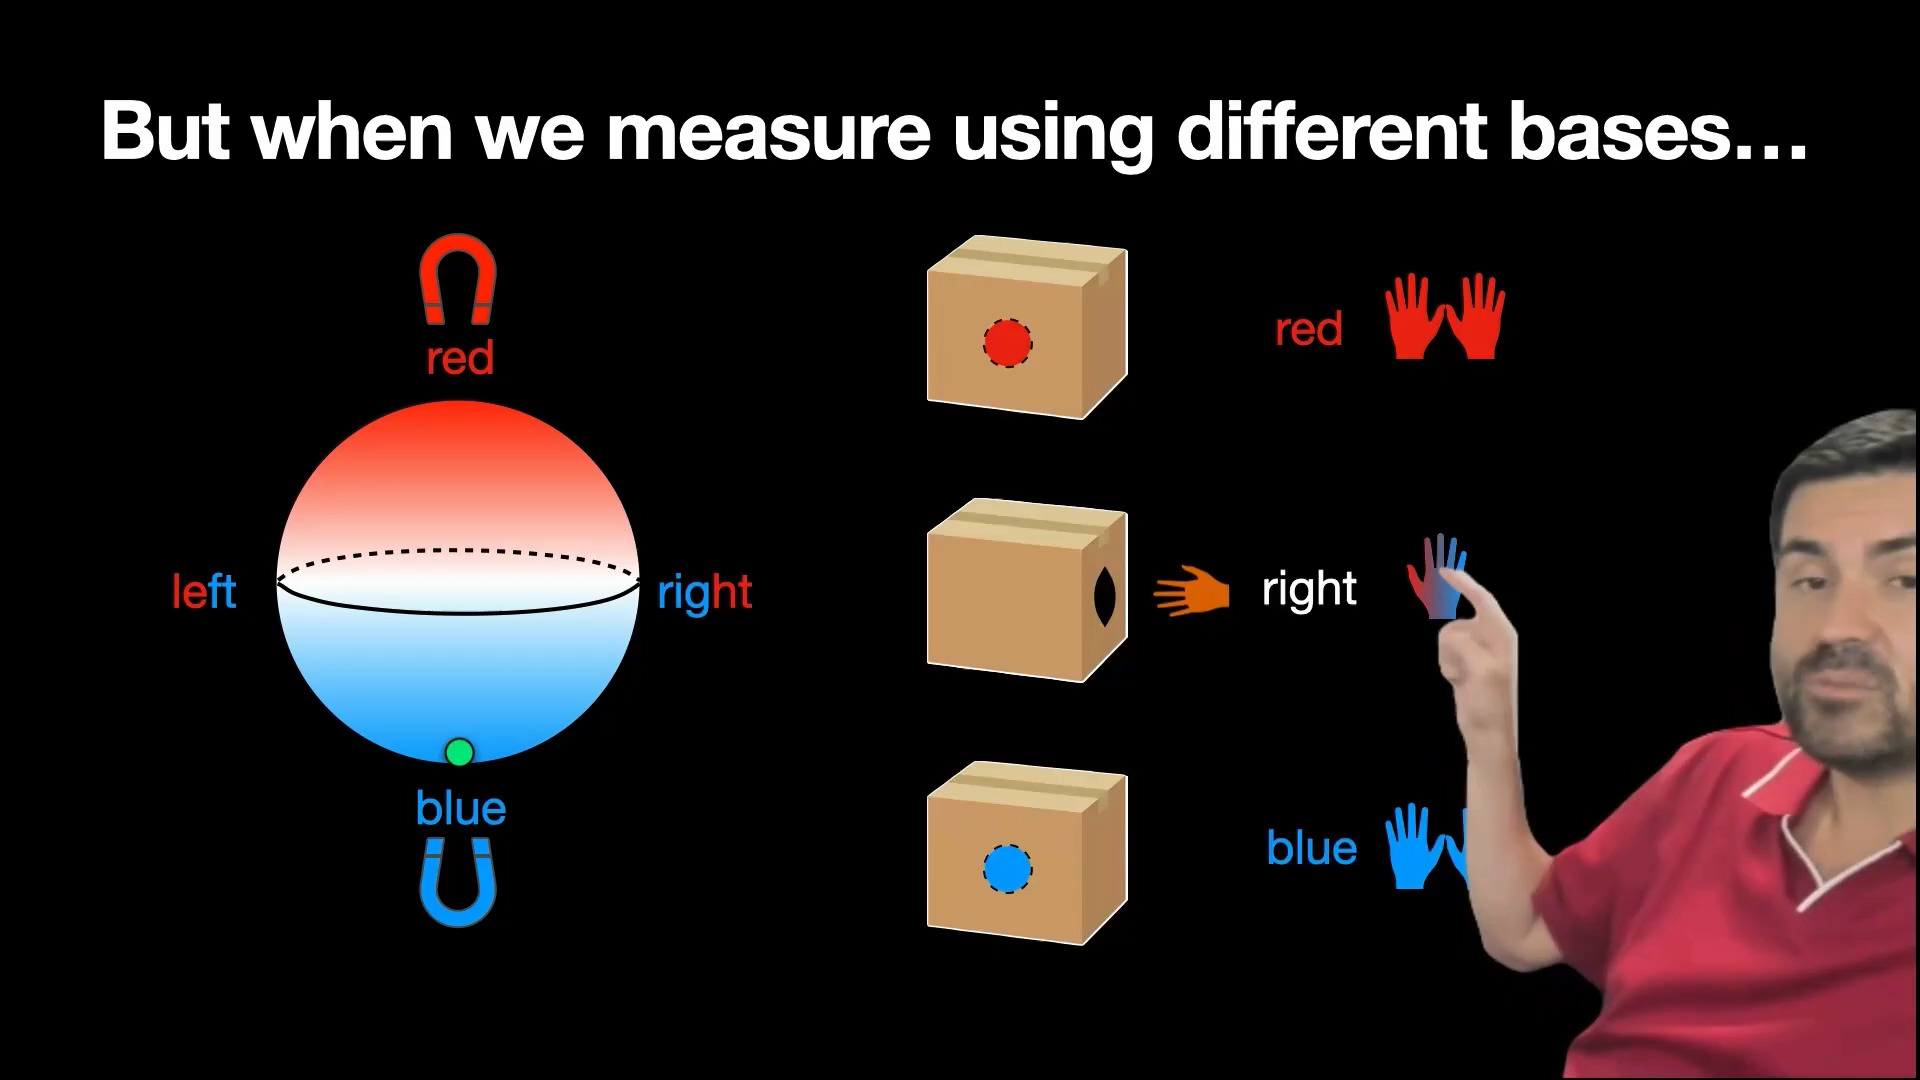 But when we measure using different bases…
red
red
left
right
right
blue
blue